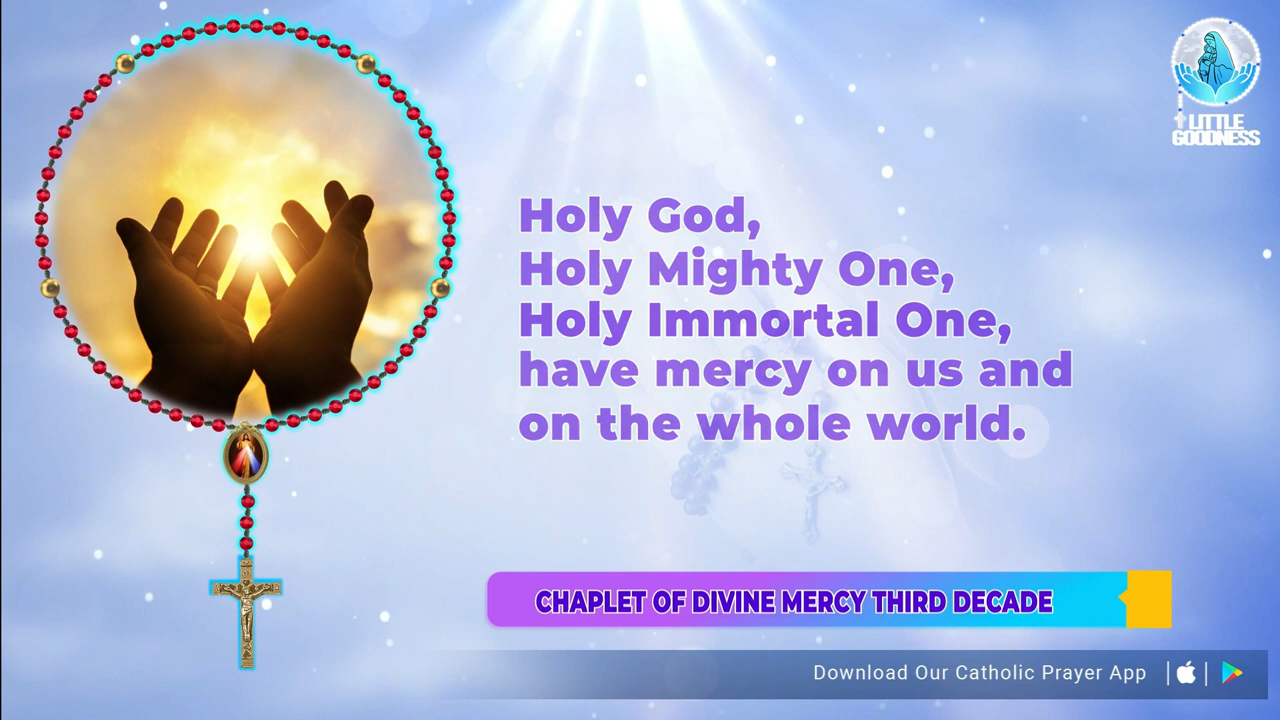 LITTLE
GOODNESS
Holy God,
Holy Mighty One,
Holy Immortal One,
have mercy on us and
on the whole world.
CHAPLET OF DIVINE MERCY THIRD DECADE
Download Our Catholic Prayer App